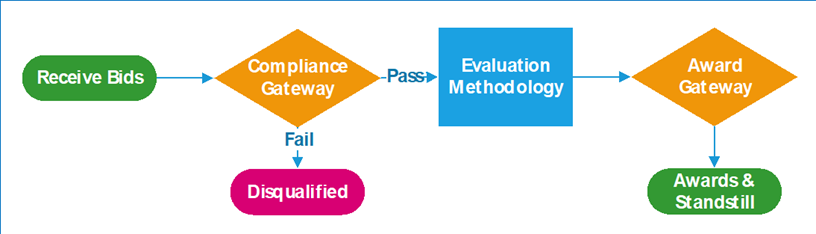 Receive Bids
Compliance
Gateway
Pass
Evaluation
Methodology
Award
Gateway
Fail
Disqualified
Awards &
Standstill